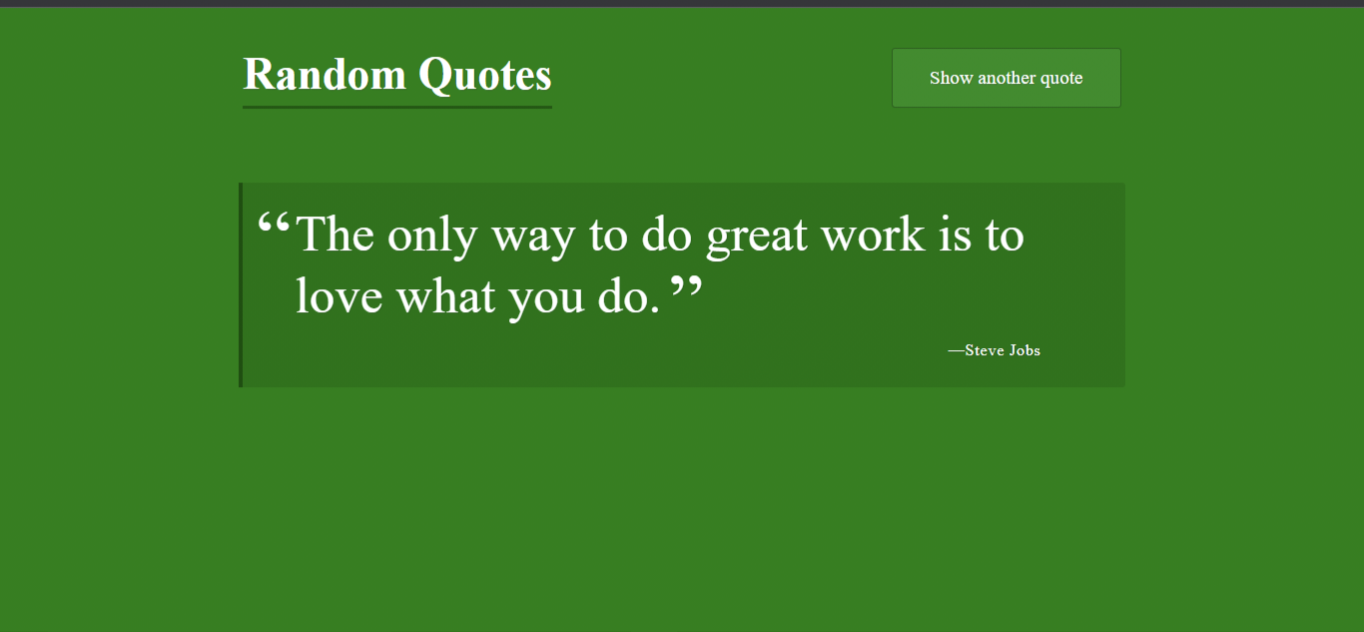 Random Quotes
Show another quote
“The only way to do great work is to
love what you do.”
—Steve Jobs